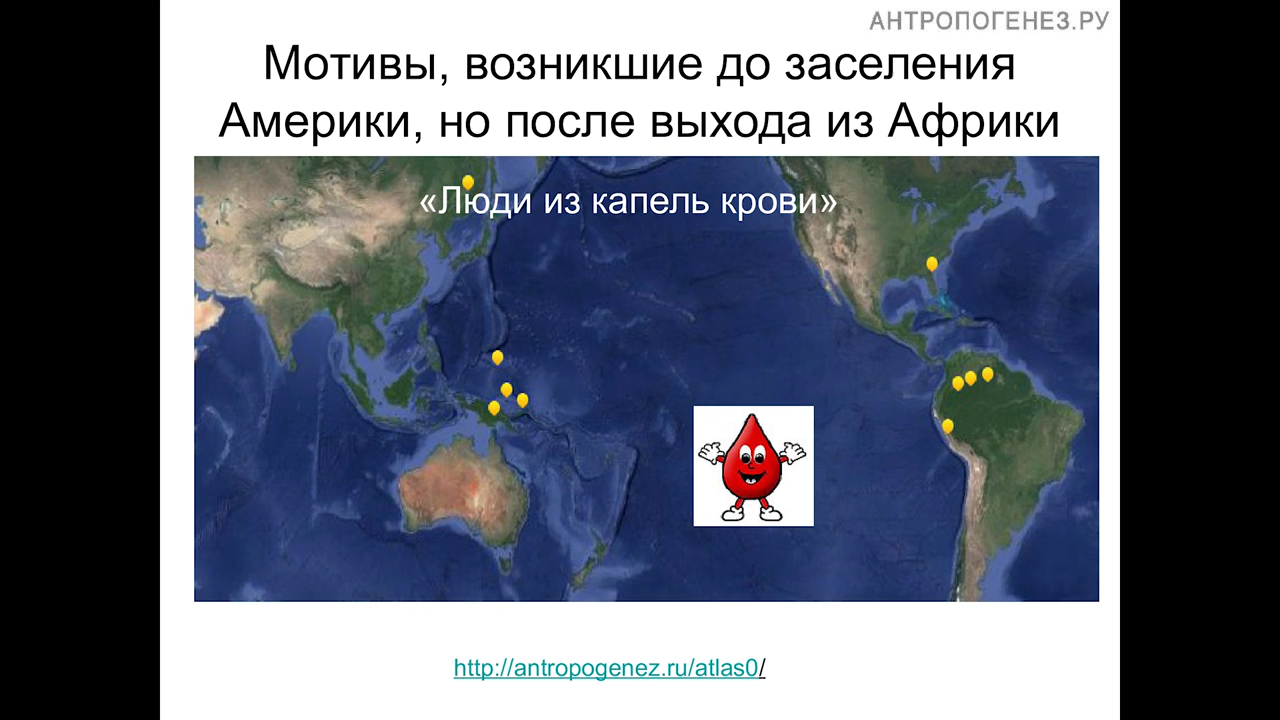 АНТРОПОГЕНЕЗ.РУ
Мотивы, возникшие до заселения
Америки, но после выхода из Африки
«Люди из капель крови»
http://antropogenez.ru/atlas0/